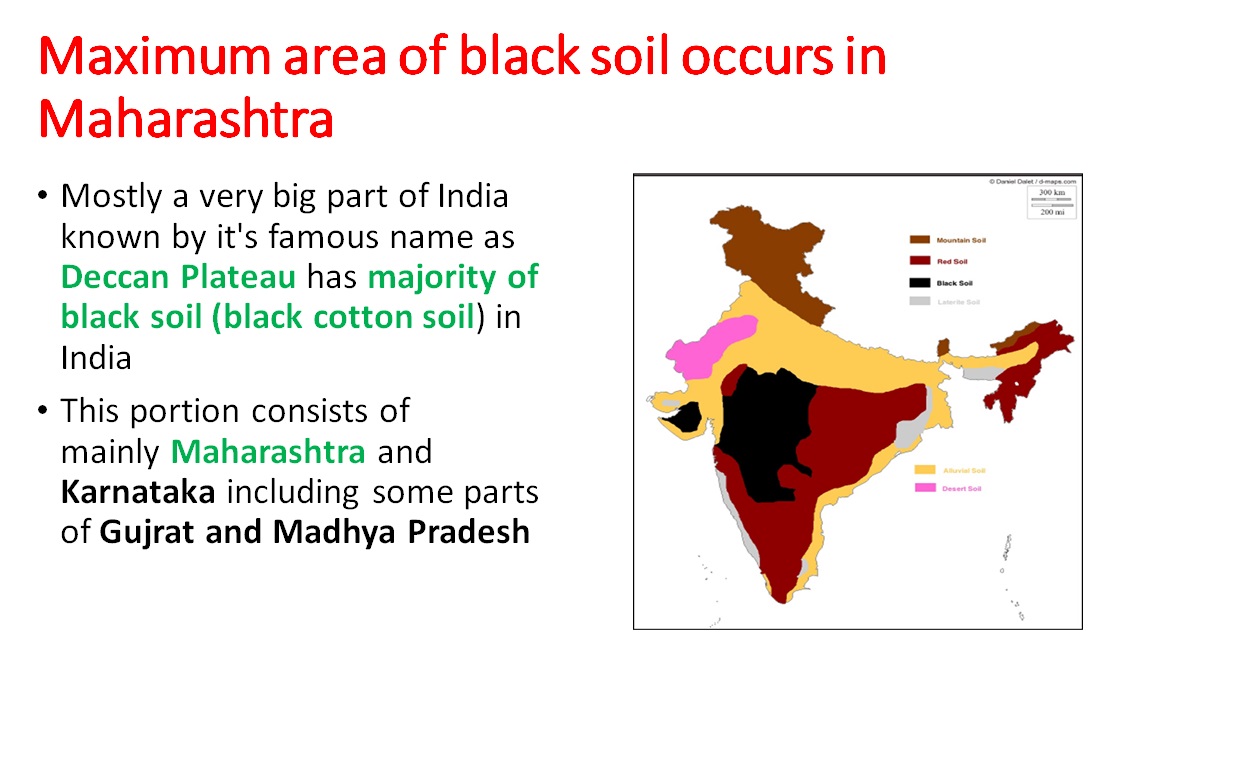 Maximum area of black soil occurs in
Maharashtra
• Mostly a very big part of India
known by it's famous name as
Deccan Plateau has majority of
black soil (black cotton soil) in
India
• This portion consists of
mainly Maharashtra and
Karnataka including some parts
of Gujrat and Madhya Pradesh
© Daniel Dalet / d-maps.com
300 km
200 mi
Mountain Soil
Red Soil
Black Soil
Laterite Soil
Alluvial Soil
Desert Soil